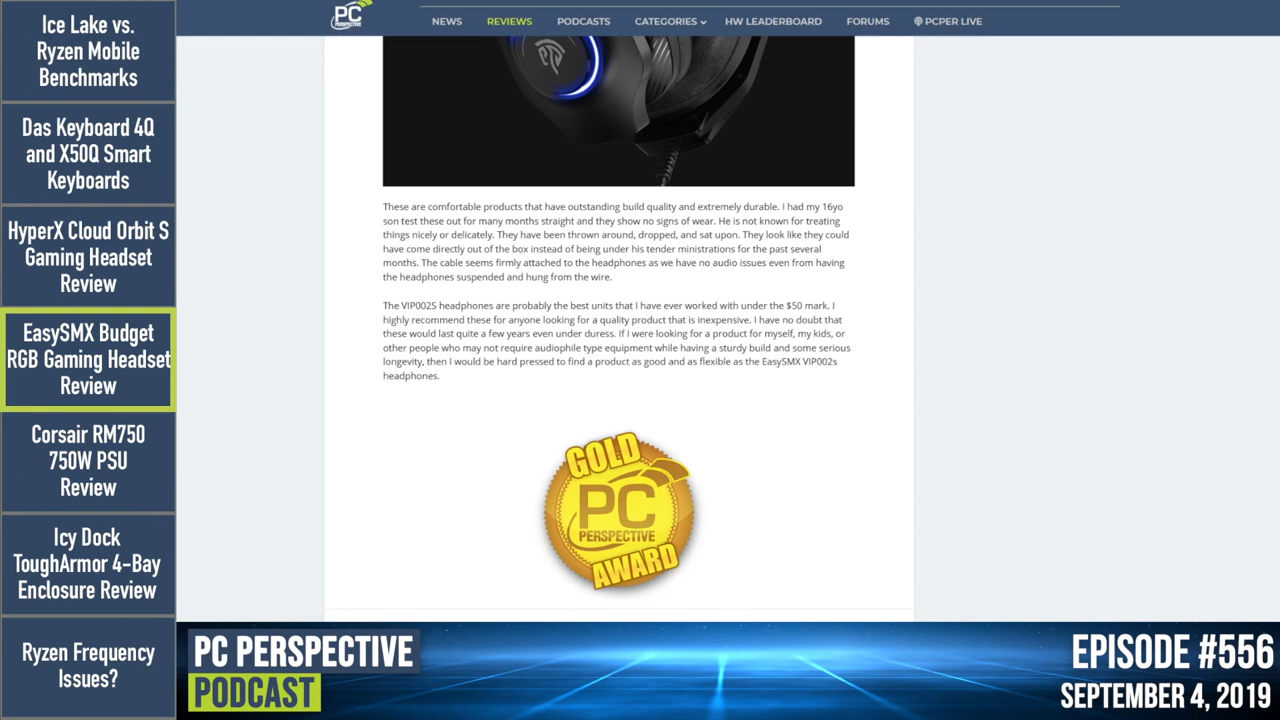 Ice Lake vs.
Ryzen Mobile
Benchmarks
Das Keyboard 4Q
and X50Q Smart
Keyboards
HyperX Cloud Orbit S
Gaming Headset
Review
EasySMX Budget
RGB Gaming Headset
Review
Corsair RM750
750W PSU
Review
Icy Dock
ToughArmor 4-Bay
Enclosure Review
Ryzen Frequency
Issues?
PC
PERSPECTIVE
NEWS REVIEWS PODCASTS CATEGORIES HW LEADERBOARD FORUMS PCPER LIVE
These are comfortable products that have outstanding build quality and extremely durable. I had my 16yo
son test these out for many months straight and they show no signs of wear. He is not known for treating
things nicely or delicately. They have been thrown around, dropped, and sat upon. They look like they could
have come directly out of the box instead of being under his tender ministrations for the past several
months. The cable seems firmly attached to the headphones as we have no audio issues even from having
the headphones suspended and hung from the wire.
The VIP002S headphones are probably the best units that I have ever worked with under the $50 mark. I
highly recommend these for anyone looking for a quality product that is inexpensive. I have no doubt that
these would last quite a few years even under duress. If I were looking for a product for myself, my kids, or
other people who may not require audiophile type equipment while having a sturdy build and some serious
longevity, then I would be hard pressed to find a product as good and as flexible as the EasySMX VIP002s
headphones.
GOLD
PC
PERSPECTIVE
AWARD
PC PERSPECTIVE
PODCAST
EPISODE #556
SEPTEMBER 4, 2019